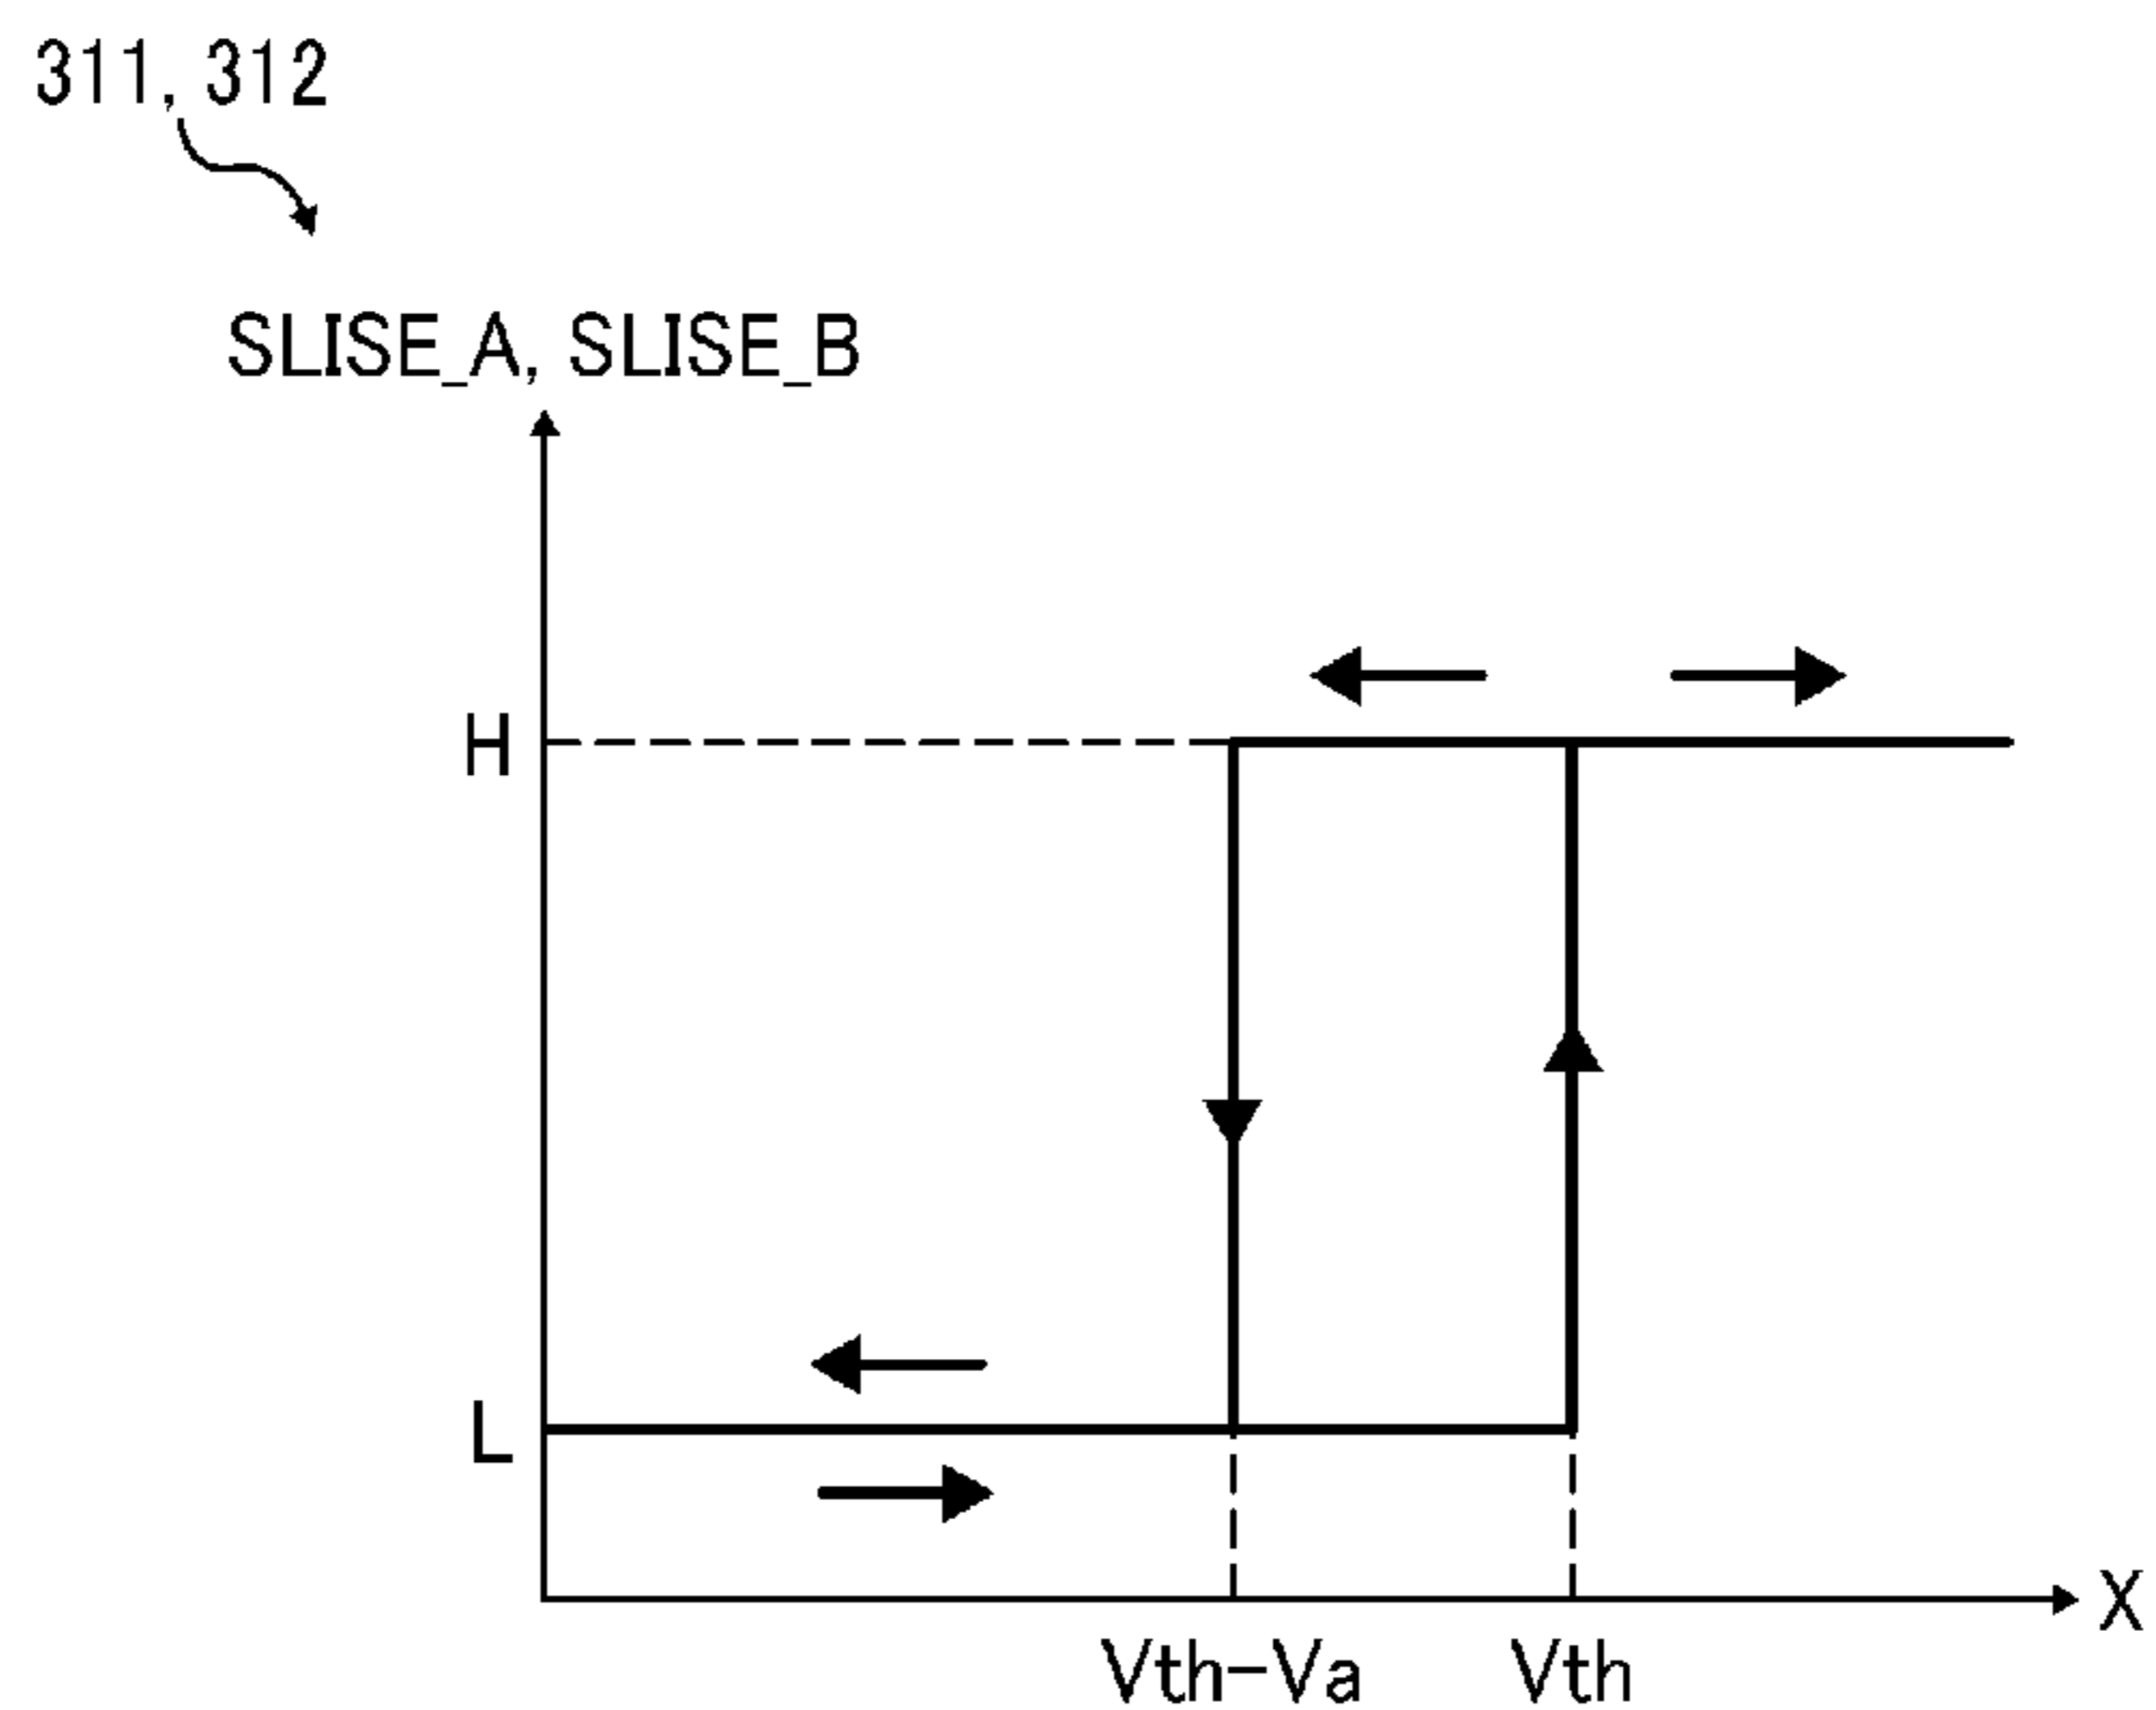 311, 312
SLISE_A, SLISE_B
H
L
X
Vth-Va Vth